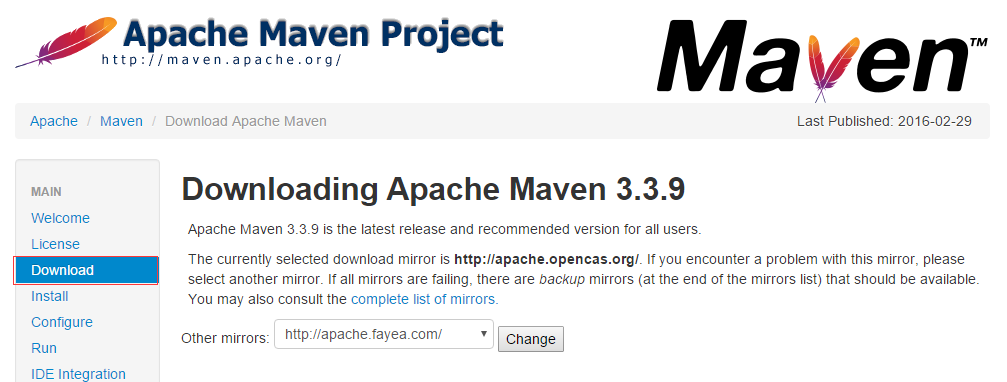 Apache Maven Project
http://maven.apache.org/
Maven™
Apache / Maven / Download Apache Maven
Last Published: 2016-02-29
MAIN
Welcome
License
Download
Install
Configure
Run
IDE Integration
Downloading Apache Maven 3.3.9
Apache Maven 3.3.9 is the latest release and recommended version for all users.
The currently selected download mirror is http://apache.opencas.org/. If you encounter a problem with this mirror, please
select another mirror. If all mirrors are failing, there are backup mirrors (at the end of the mirrors list) that should be available.
You may also consult the complete list of mirrors.
Other mirrors: http://apache.fayea.com/ Change